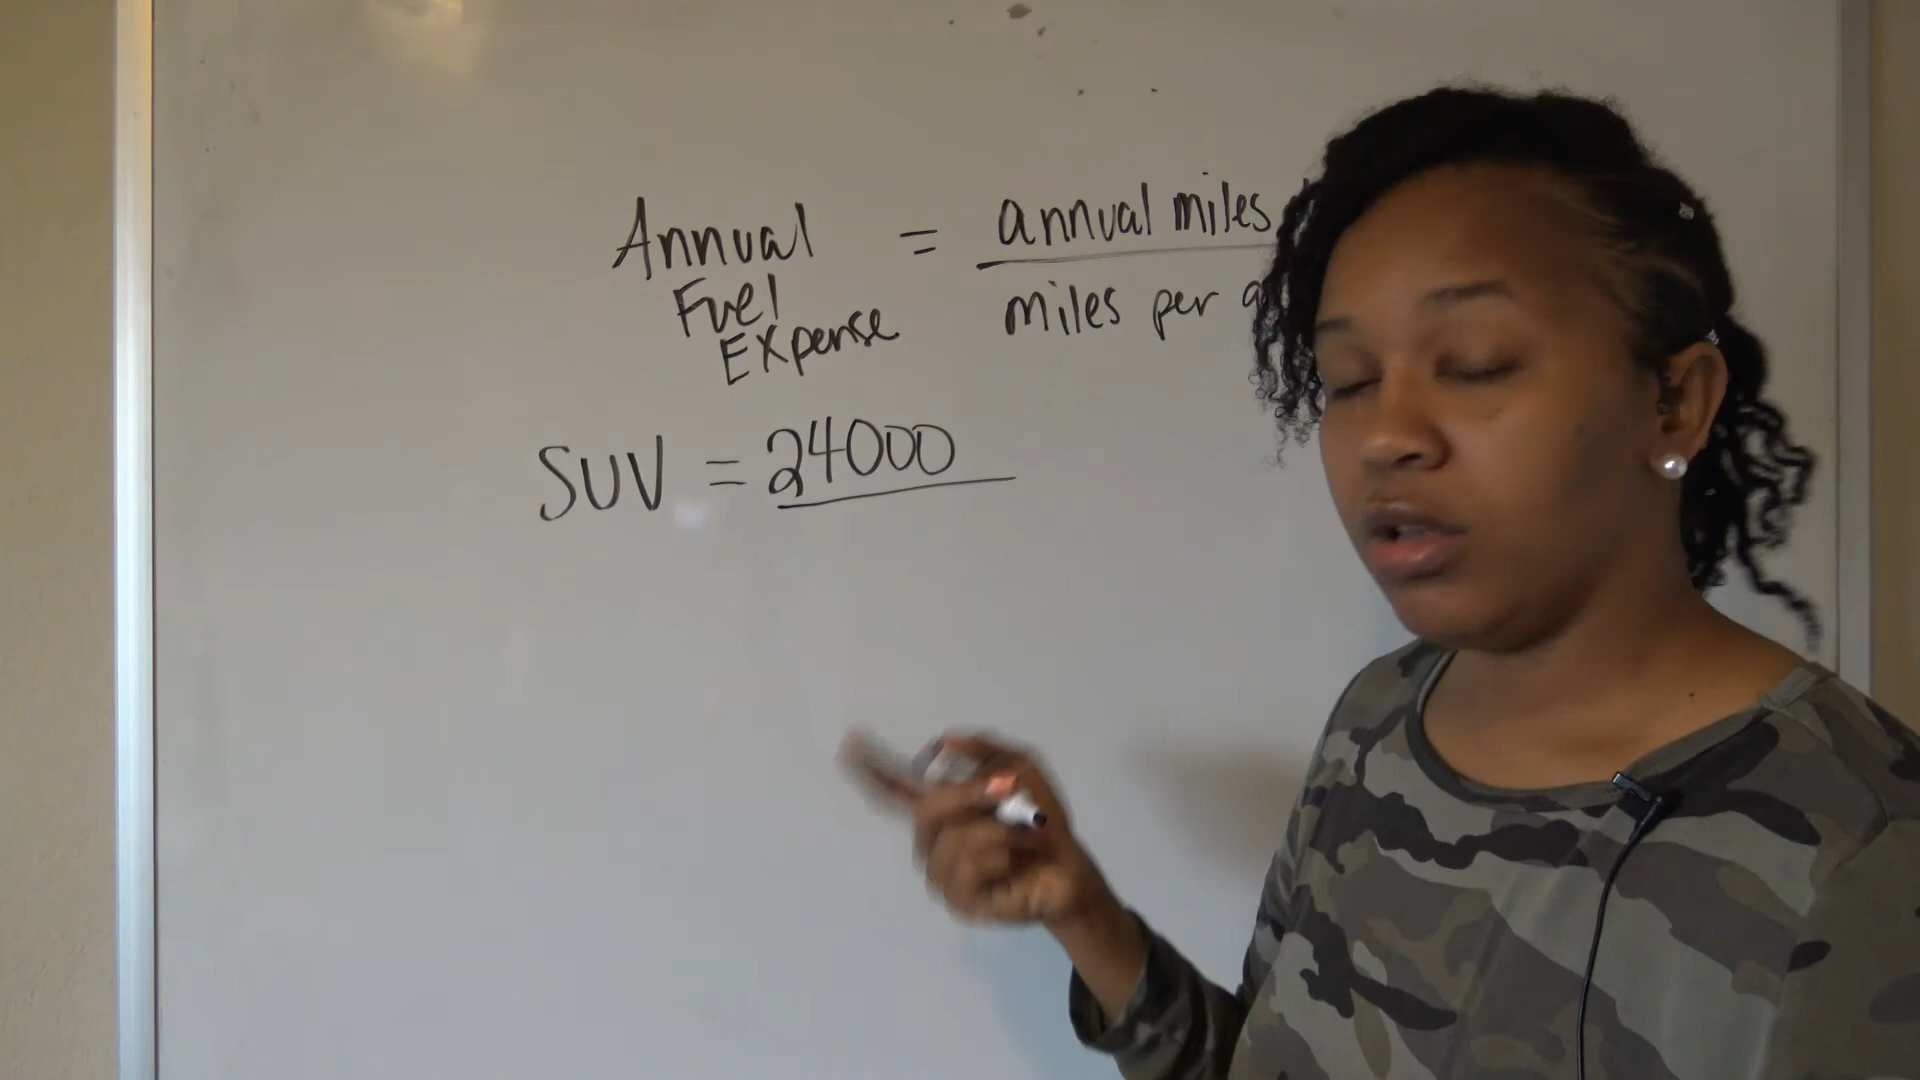 Annual = annual miles
Fuel
Expense
miles per
SUV = 24000